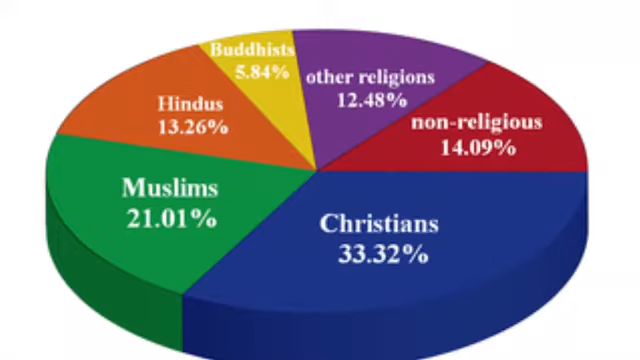 Buddhists
5.84%
other religions
12.48%
Hindus
13.26%
non-religious
14.09%
Muslims
21.01%
Christians
33.32%